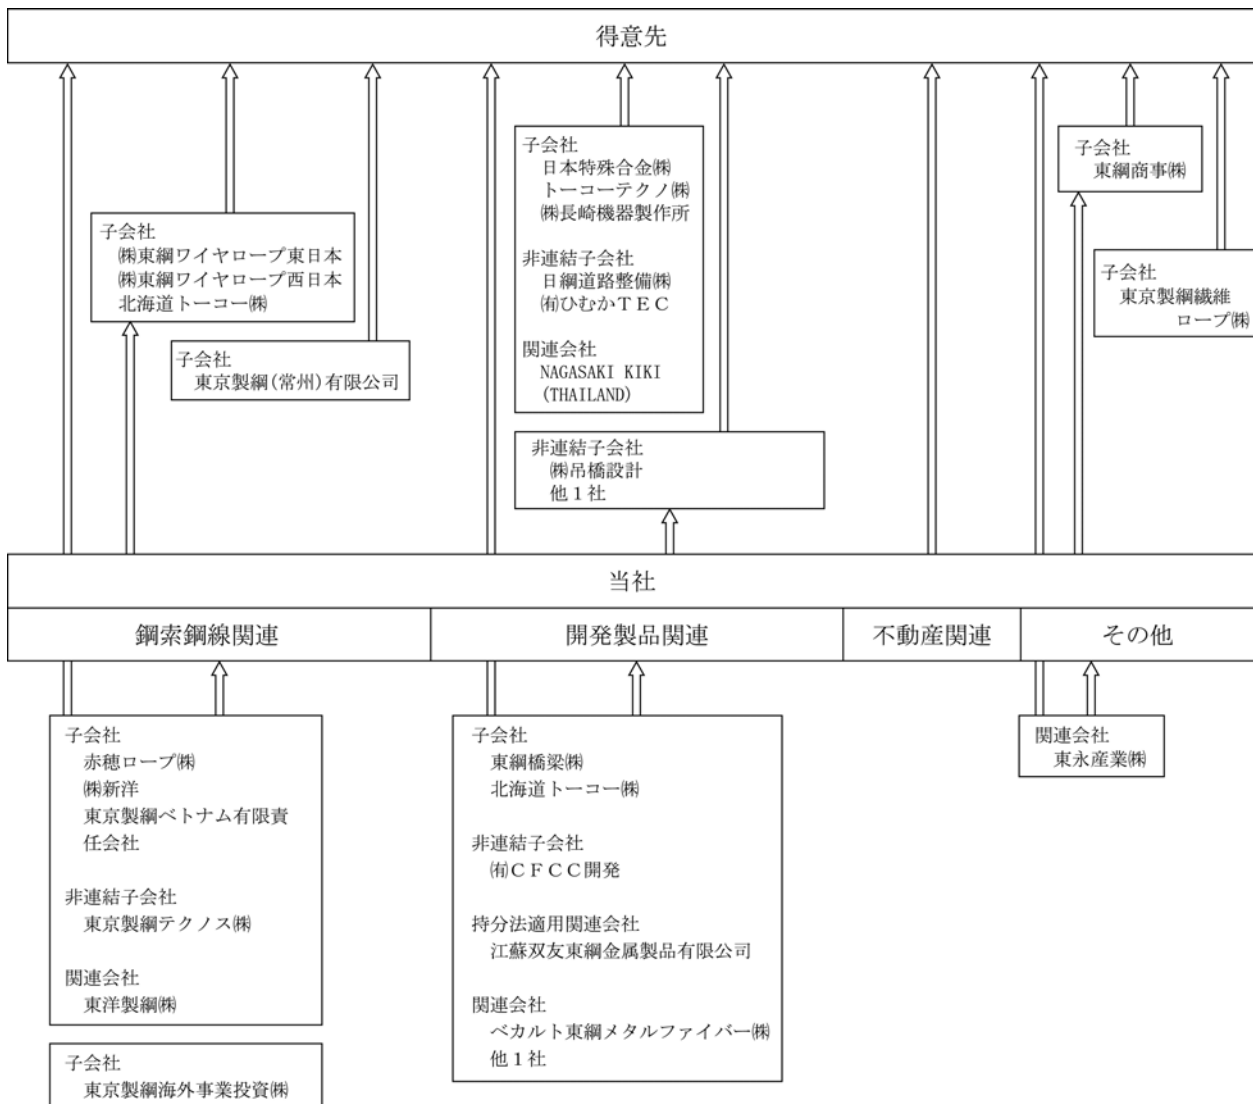 得意先
子会社
日本特殊合金㈱
トーコーテクノ㈱
㈱長崎機器製作所
非連結子会社
日綱道路整備㈱
㈲ひむかＴＥＣ
関連会社
NAGASAKI KIKI
(THAILAND)
子会社
東綱商事㈱
子会社
㈱東綱ワイヤロープ東日本
㈱東綱ワイヤロープ西日本
北海道トーコー㈱
子会社
東京製綱繊維
ロープ㈱
子会社
東京製綱(常州)有限公司
非連結子会社
㈱吊橋設計
他１社
当社
鋼索鋼線関連
開発製品関連
不動産関連
その他
子会社
赤穂ロープ㈱
㈱新洋
東京製綱ベトナム有限責
任会社
非連結子会社
東京製綱テクノス㈱
関連会社
東洋製綱㈱
子会社
東京製綱海外事業投資㈱
子会社
東綱橋梁㈱
北海道トーコー㈱
非連結子会社
㈲ＣＦＣＣ開発
持分法適用関連会社
江蘇双友東綱金属製品有限公司
関連会社
ベカルト東綱メタルファイバー㈱
他１社
関連会社
東永産業㈱